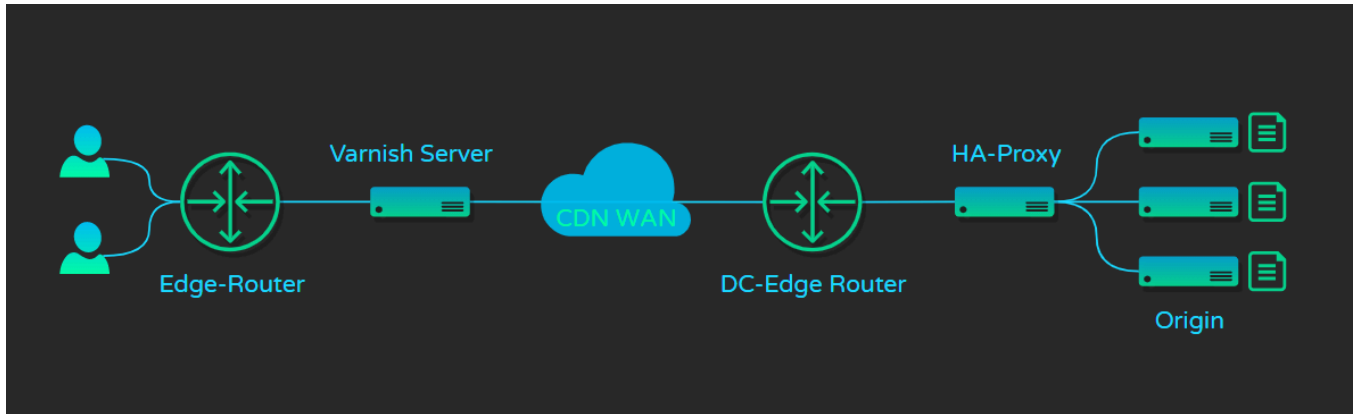 Varnish Server
HA-Proxy
CDN WAN
Edge-Router
DC-Edge Router
Origin